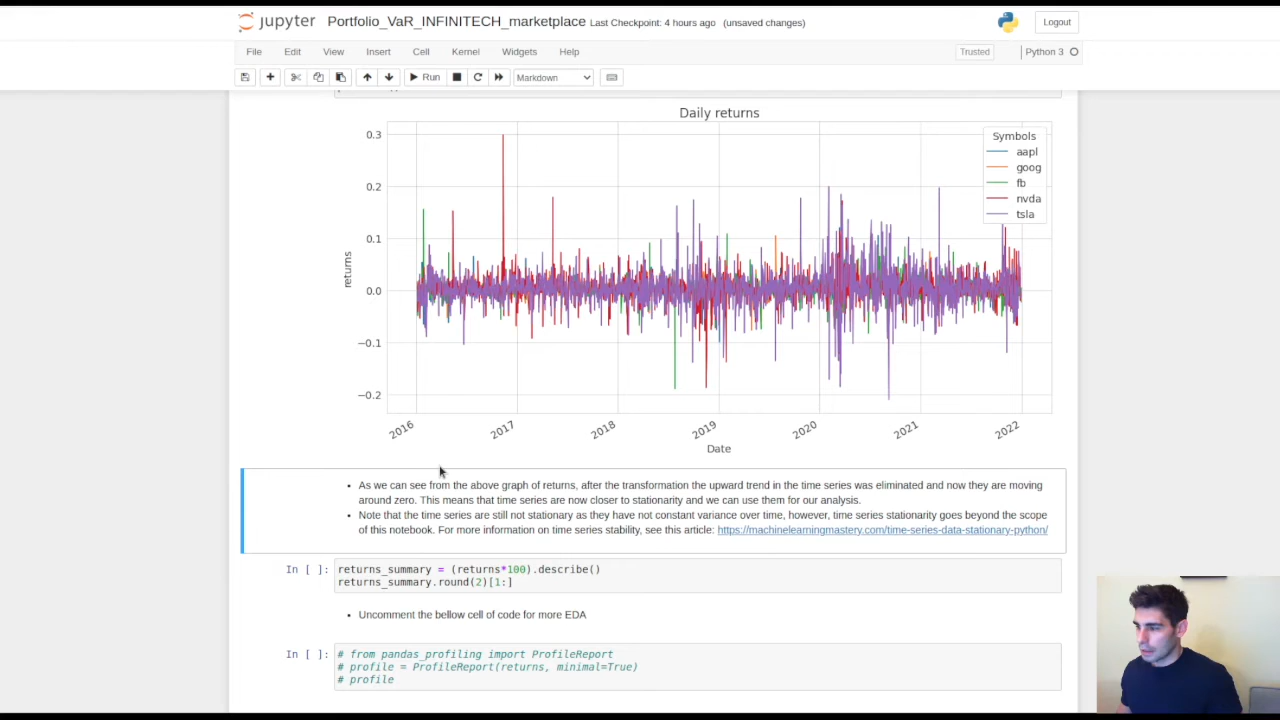 jupyter Portfolio_VaR_INFINITECH_marketplace Last Checkpoint: 4 hours ago (unsaved changes)
Logout
File Edit View Insert Cell Kernel Widgets Help
Trusted
Python 3
Run
Markdown
Daily returns
Symbols
aapl
goog
fb
nvda
tsla
returns
0.3
0.2
0.1
0.0
−0.1
−0.2
2016 2017 2018 2019 2020 2021 2022
Date
• As we can see from the above graph of returns, after the transformation the upward trend in the time series was eliminated and now they are moving
around zero. This means that time series are now closer to stationarity and we can use them for our analysis.
• Note that the time series are still not stationary as they have not constant variance over time, however, time series stationarity goes beyond the scope
of this notebook. For more information on time series stability, see this article: https://machinelearningmastery.com/time-series-data-stationary-python/
In [ ]: returns_summary = (returns*100).describe()
returns_summary.round(2)[1:]
• Uncomment the bellow cell of code for more EDA
In [ ]: # from pandas_profiling import ProfileReport
# profile = ProfileReport(returns, minimal=True)
# profile